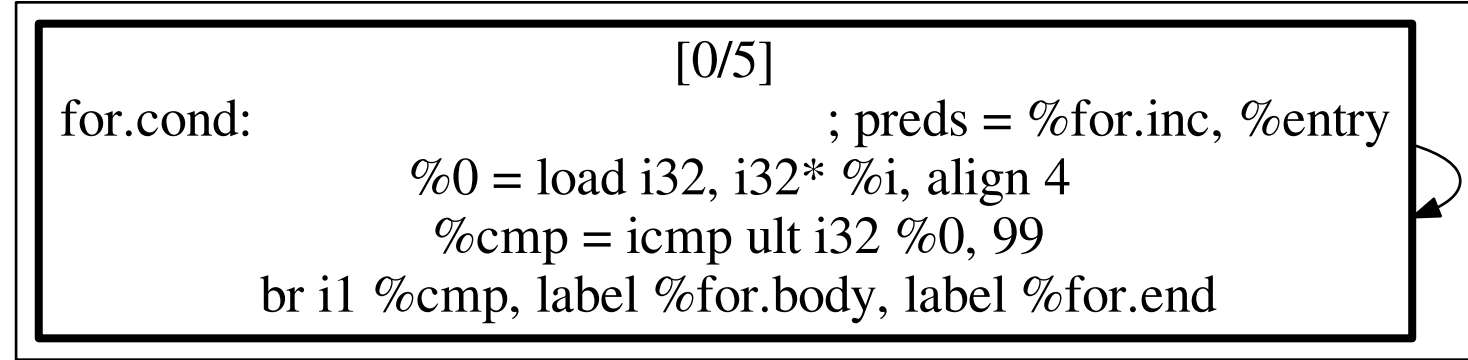 [0/5]
for.cond: ; preds = %for.inc, %entry
%0 = load i32, i32* %i, align 4
%cmp = icmp ult i32 %0, 99
br i1 %cmp, label %for.body, label %for.end